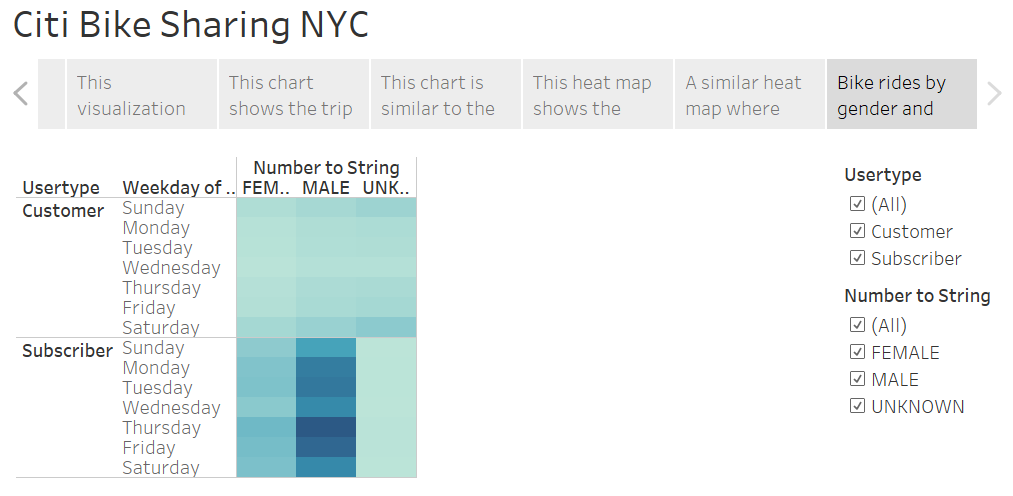 Citi Bike Sharing NYC
This visualization
This chart shows the trip
This chart is similar to the
This heat map shows the
A similar heat map where
Bike rides by gender and
Number to String
Usertype Weekday of .. FEM.. MALE UNK..
Customer Sunday
Monday
Tuesday
Wednesday
Thursday
Friday
Saturday
Subscriber Sunday
Monday
Tuesday
Wednesday
Thursday
Friday
Saturday
Usertype
(All)
Customer
Subscriber
Number to String
(All)
FEMALE
MALE
UNKNOWN